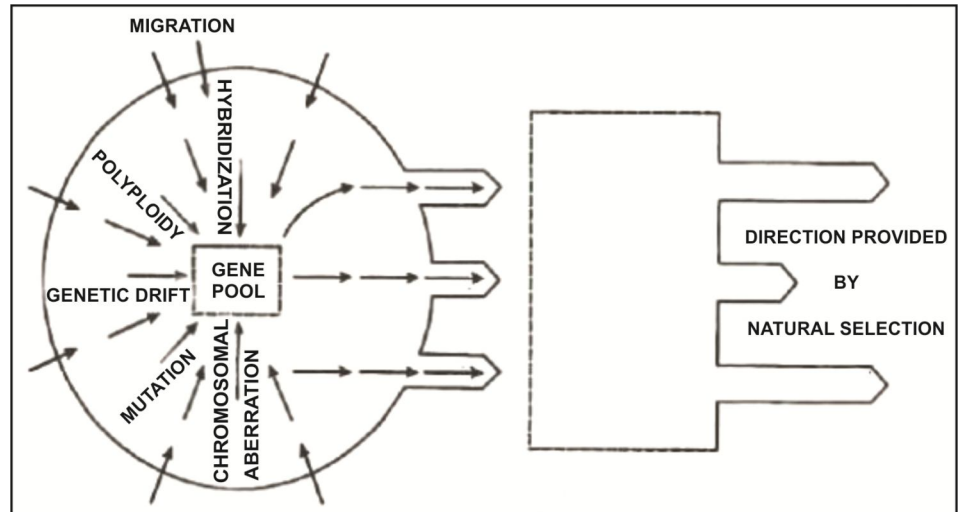 MIGRATION
HYBRIDIZATION
POLYPLOIDY
GENE
POOL
GENETIC DRIFT
MUTATION
CHROMOSOMAL
ABERRATION
DIRECTION PROVIDED
BY
NATURAL SELECTION